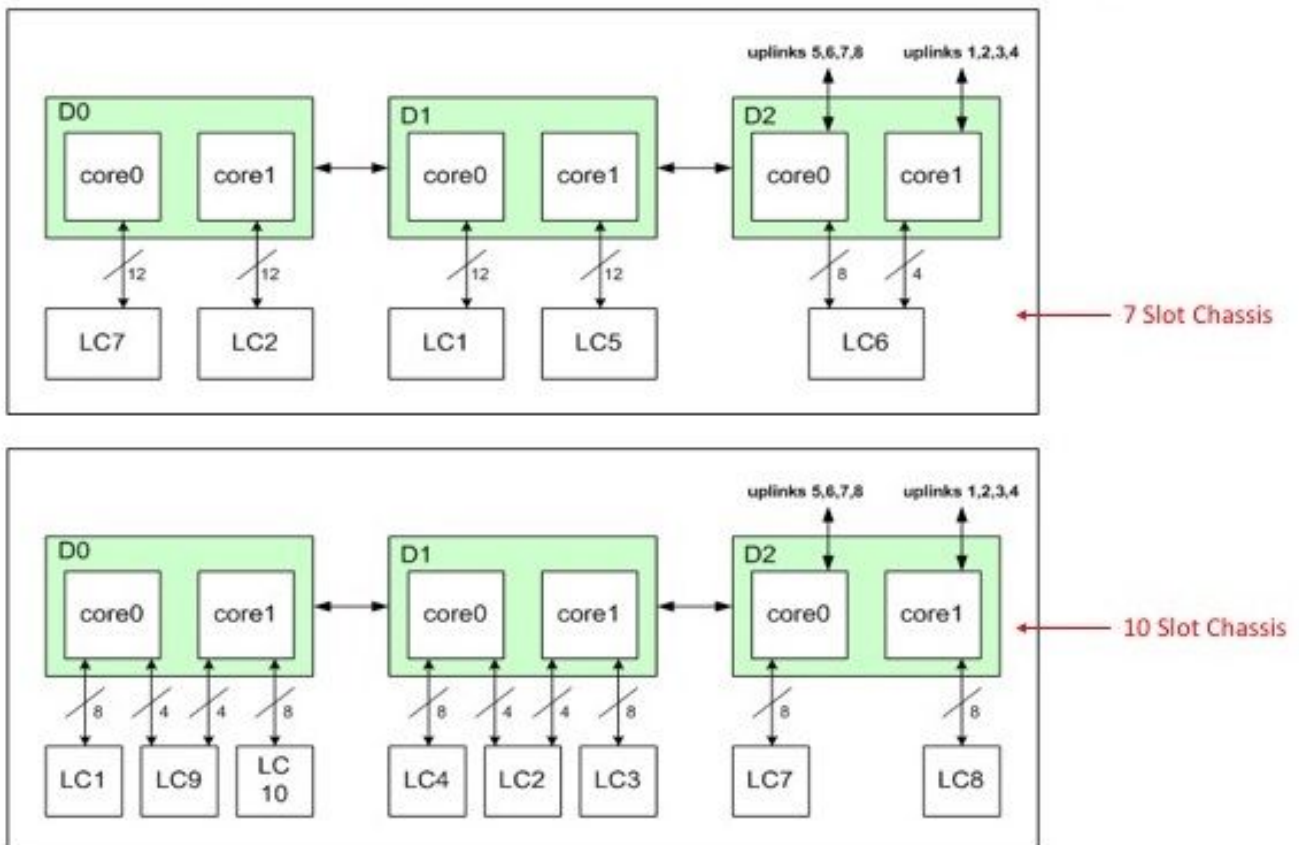 uplinks 5,6,7,8
uplinks 1,2,3,4
D0
D1
D2
core0
core1
core0
core1
core0
core1
12
12
12
12
8
4
LC7
LC2
LC1
LC5
LC6
7 Slot Chassis
uplinks 5,6,7,8
uplinks 1,2,3,4
D0
D1
D2
core0
core1
core0
core1
core0
core1
10 Slot Chassis
8
4
4
8
8
4
4
8
8
8
LC1
LC9
LC
10
LC4
LC2
LC3
LC7
LC8